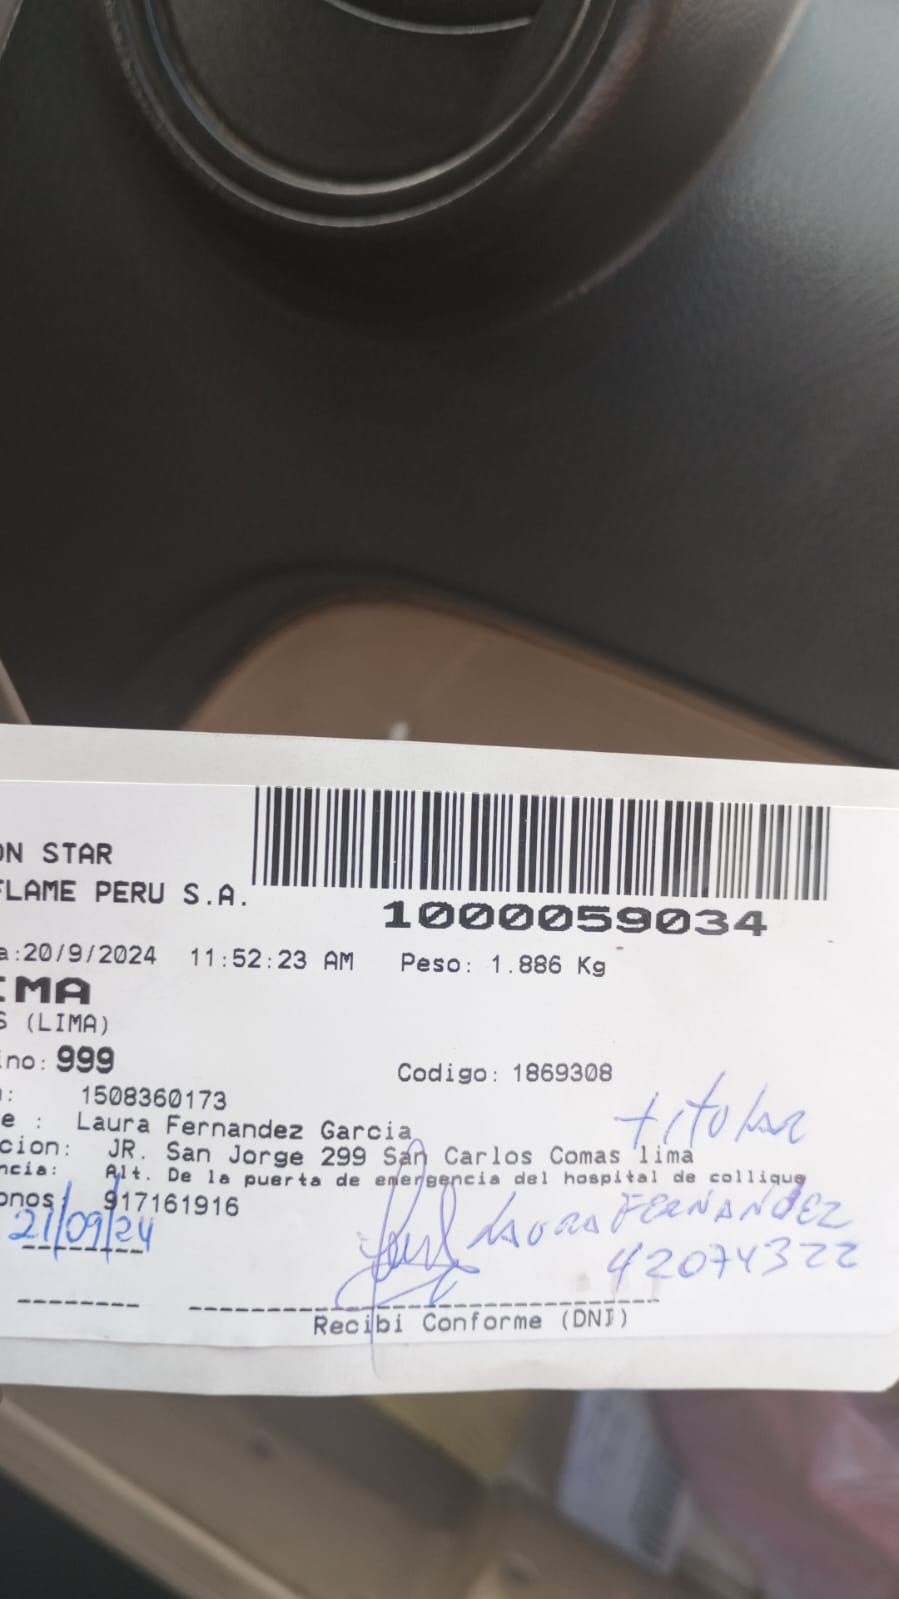 ON STAR
FLAME PERU S.A.
1000059034
a:20/9/2024 11:52:23 AM Peso: 1.886 Kg
IMA
S (LIMA)
ino: 999
Codigo: 1869308
: 1508360173
e : Laura Fernandez Garcia
titular
cion: JR. San Jorge 299 San Carlos Comas lima
ncia: Alt. De la puerta de emergencia del hospital de collique
onos: 917161916
21/09/24
LAURA FERNANDEZ
42074322
Recibi Conforme (DNI)